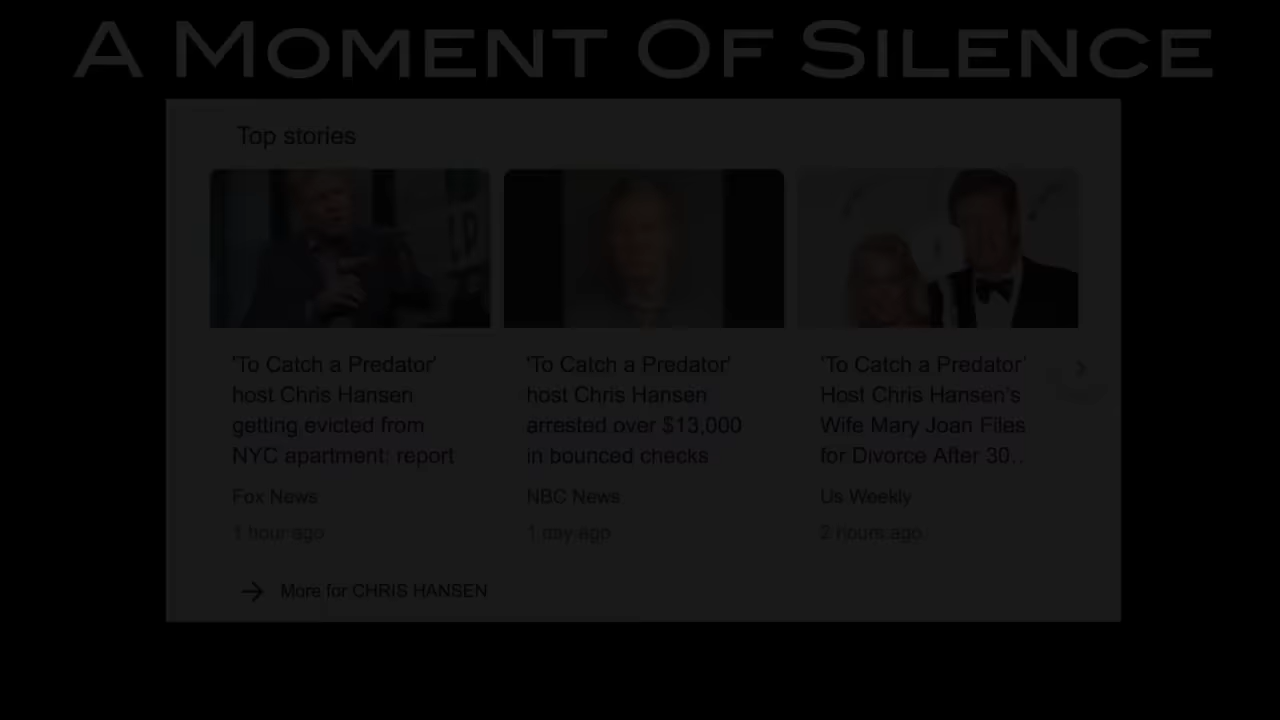 A MOMENT OF SILENCE
Top stories
'To Catch a Predator'
host Chris Hansen
getting evicted from
NYC apartment: report
Fox News
1 hour ago
'To Catch a Predator'
host Chris Hansen
arrested over $13,000
in bounced checks
NBC News
1 day ago
'To Catch a Predator'
Host Chris Hansen's
Wife Mary Joan Files
for Divorce After 30...
Us Weekly
2 hours ago
More for CHRIS HANSEN